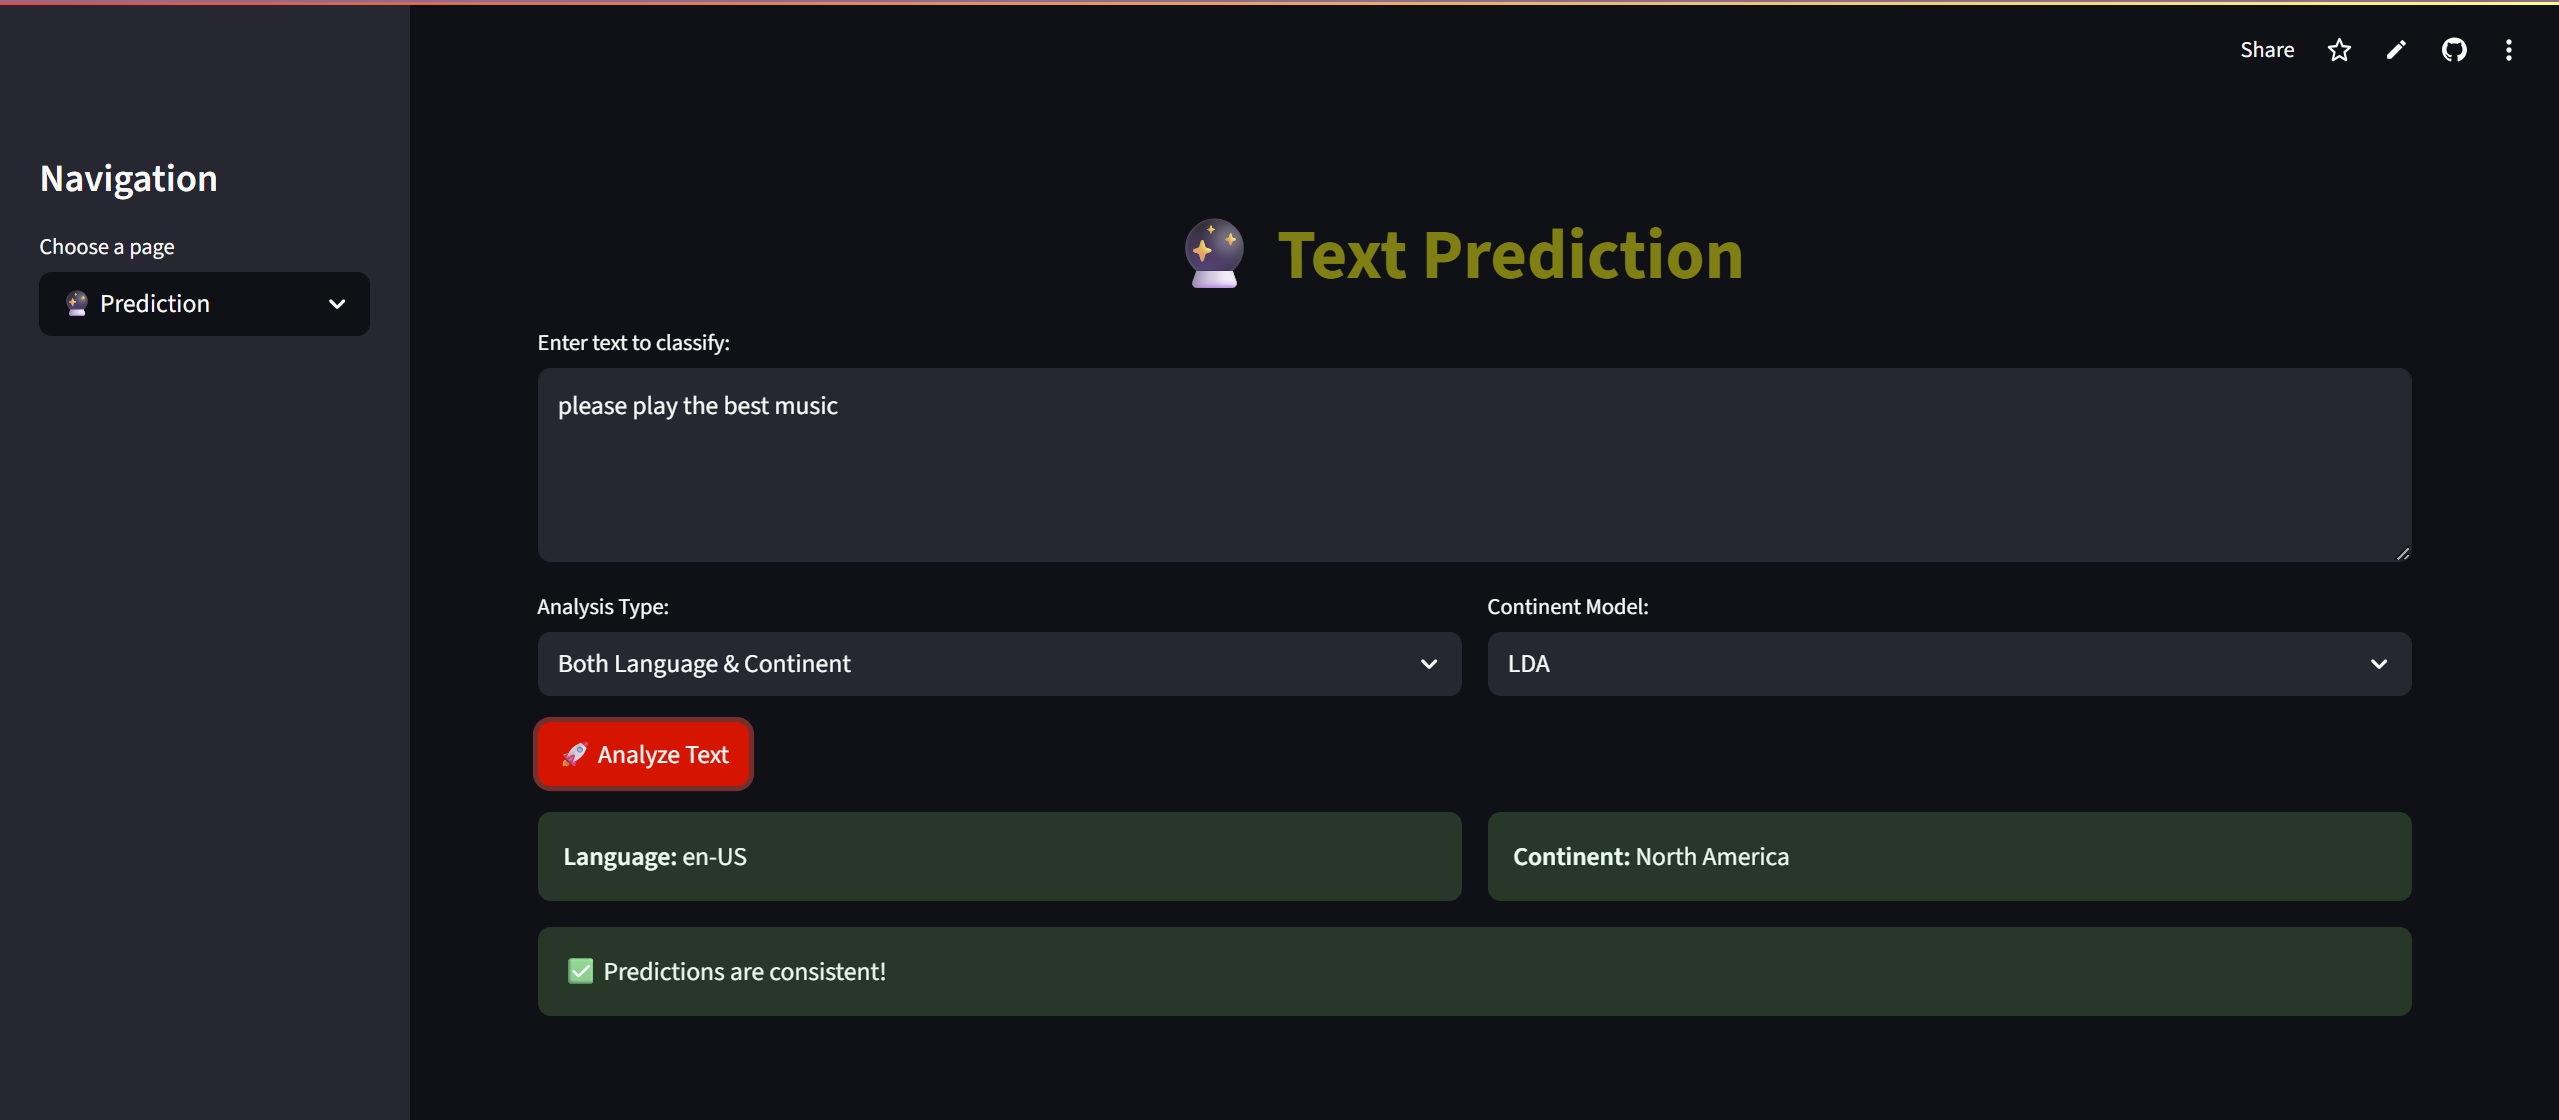 Share
Navigation
Choose a page
🔮 Prediction
🔮 Text Prediction
Enter text to classify:
please play the best music
Analysis Type:
Both Language & Continent
Continent Model:
LDA
🚀 Analyze Text
Language: en-US
Continent: North America
✅ Predictions are consistent!